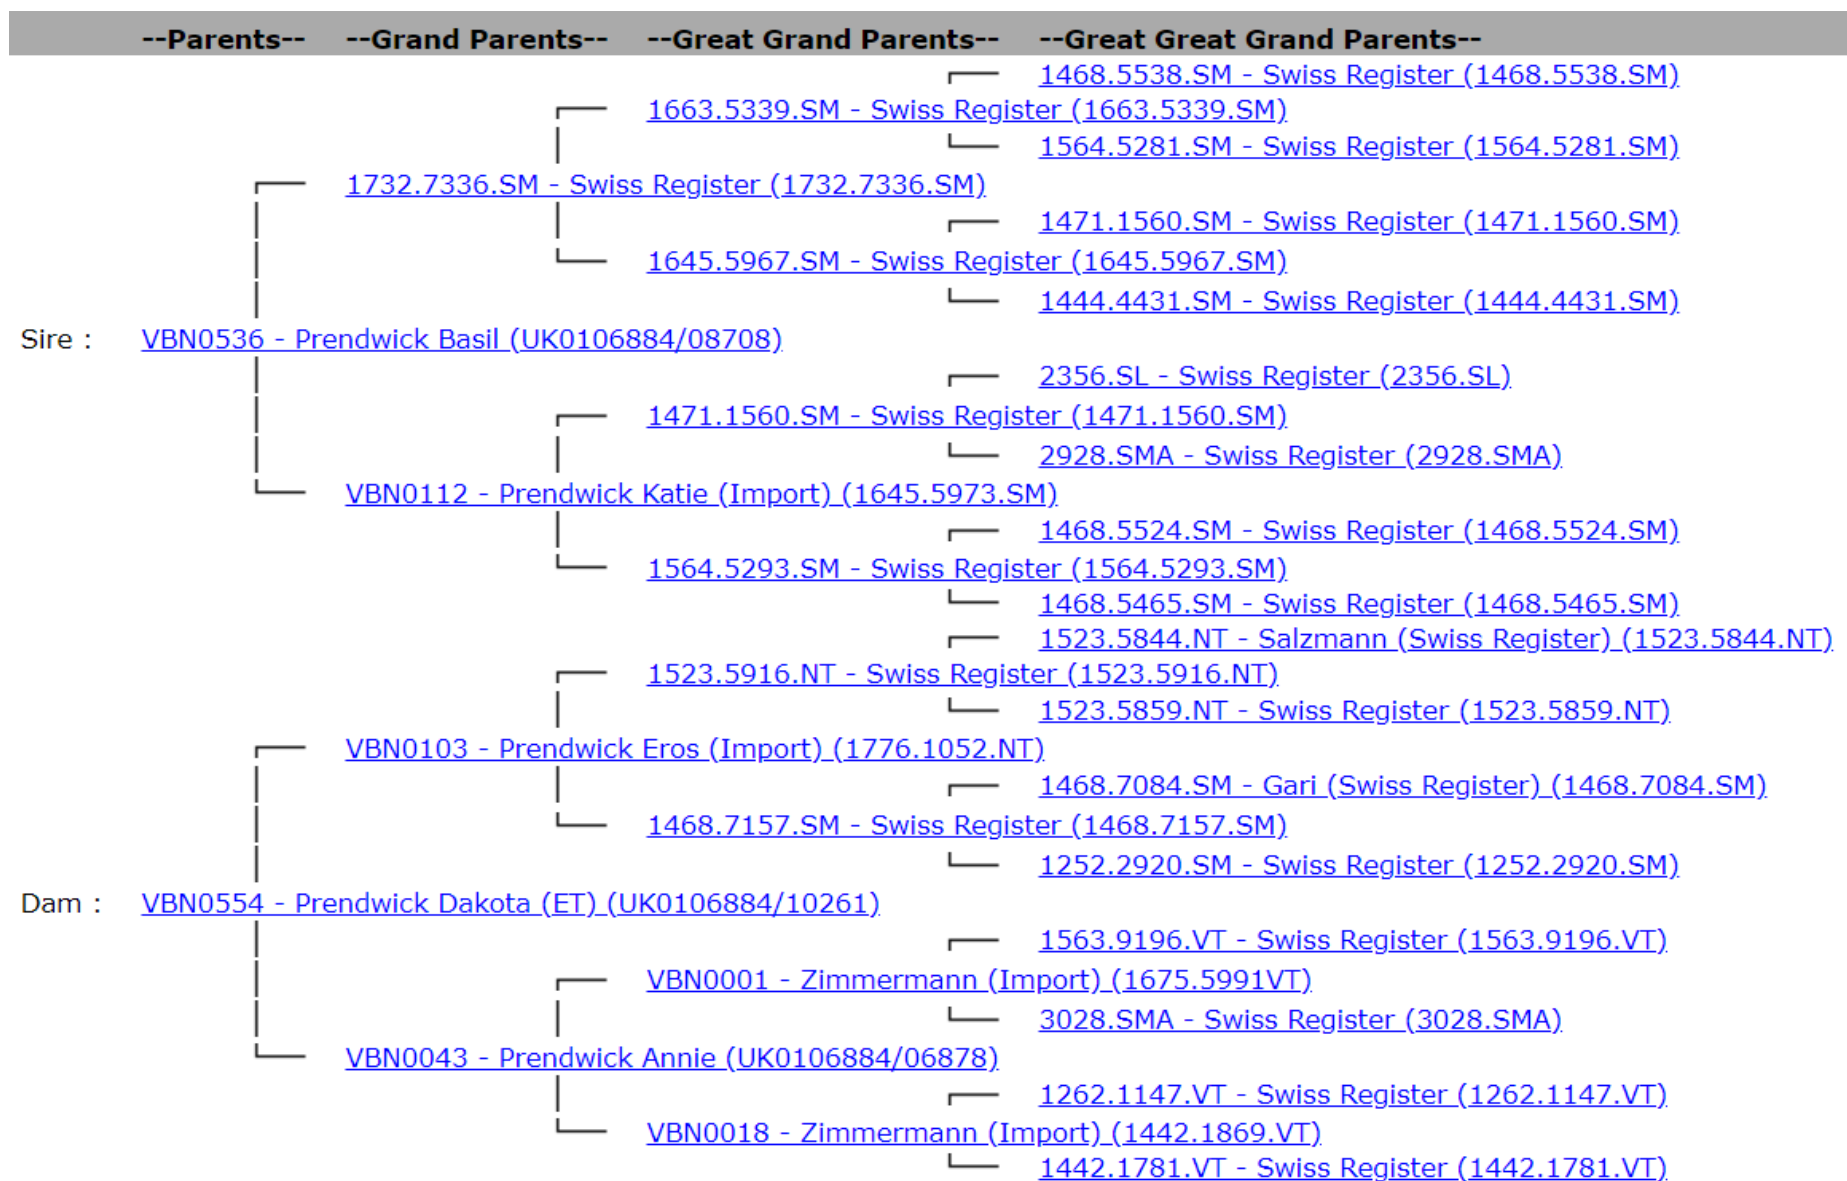 --Parents-- --Grand Parents-- --Great Grand Parents-- --Great Great Grand Parents--
1468.5538.SM - Swiss Register (1468.5538.SM)
1663.5339.SM - Swiss Register (1663.5339.SM)
1564.5281.SM - Swiss Register (1564.5281.SM)
1732.7336.SM - Swiss Register (1732.7336.SM)
1471.1560.SM - Swiss Register (1471.1560.SM)
1645.5967.SM - Swiss Register (1645.5967.SM)
1444.4431.SM - Swiss Register (1444.4431.SM)
Sire : VBN0536 - Prendwick Basil (UK0106884/08708)
2356.SL - Swiss Register (2356.SL)
1471.1560.SM - Swiss Register (1471.1560.SM)
2928.SMA - Swiss Register (2928.SMA)
VBN0112 - Prendwick Katie (Import) (1645.5973.SM)
1468.5524.SM - Swiss Register (1468.5524.SM)
1564.5293.SM - Swiss Register (1564.5293.SM)
1468.5465.SM - Swiss Register (1468.5465.SM)
1523.5844.NT - Salzmann (Swiss Register) (1523.5844.NT)
1523.5916.NT - Swiss Register (1523.5916.NT)
1523.5859.NT - Swiss Register (1523.5859.NT)
VBN0103 - Prendwick Eros (Import) (1776.1052.NT)
1468.7084.SM - Gari (Swiss Register) (1468.7084.SM)
1468.7157.SM - Swiss Register (1468.7157.SM)
1252.2920.SM - Swiss Register (1252.2920.SM)
Dam : VBN0554 - Prendwick Dakota (ET) (UK0106884/10261)
1563.9196.VT - Swiss Register (1563.9196.VT)
VBN0001 - Zimmermann (Import) (1675.5991VT)
3028.SMA - Swiss Register (3028.SMA)
VBN0043 - Prendwick Annie (UK0106884/06878)
1262.1147.VT - Swiss Register (1262.1147.VT)
VBN0018 - Zimmermann (Import) (1442.1869.VT)
1442.1781.VT - Swiss Register (1442.1781.VT)